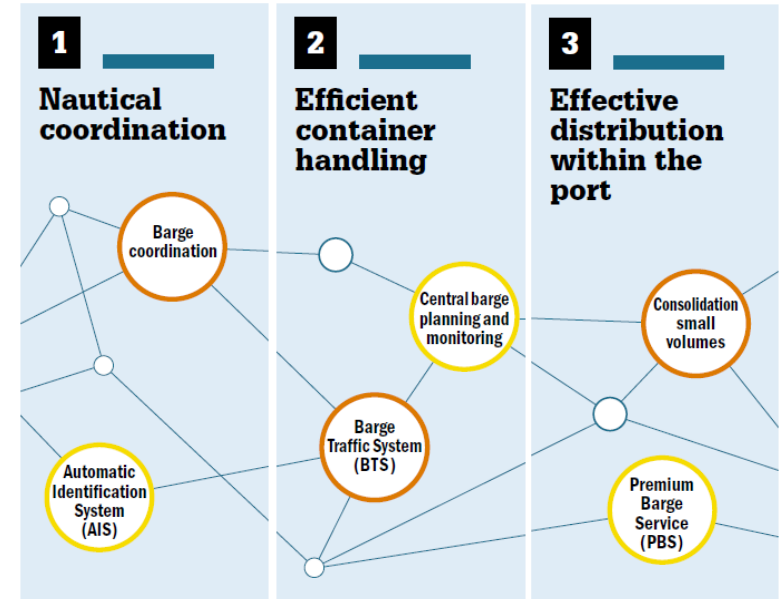 1
Nautical
coordination
Barge
coordination
Automatic
Identification
System
(AIS)
2
Efficient
container
handling
Central barge
planning and
monitoring
Barge
Traffic System
(BTS)
3
Effective
distribution
within the
port
Consolidation
small
volumes
Premium
Barge
Service
(PBS)